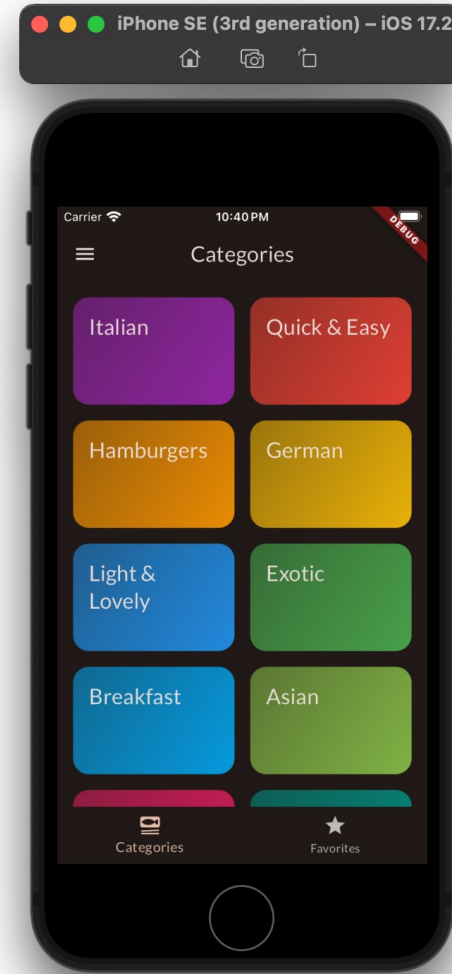 iPhone SE (3rd generation) – iOS 17.2
Carrier 10:40 PM
DEBUG
Categories
Italian
Quick & Easy
Hamburgers
German
Light &
Lovely
Exotic
Breakfast
Asian
Categories
Favorites